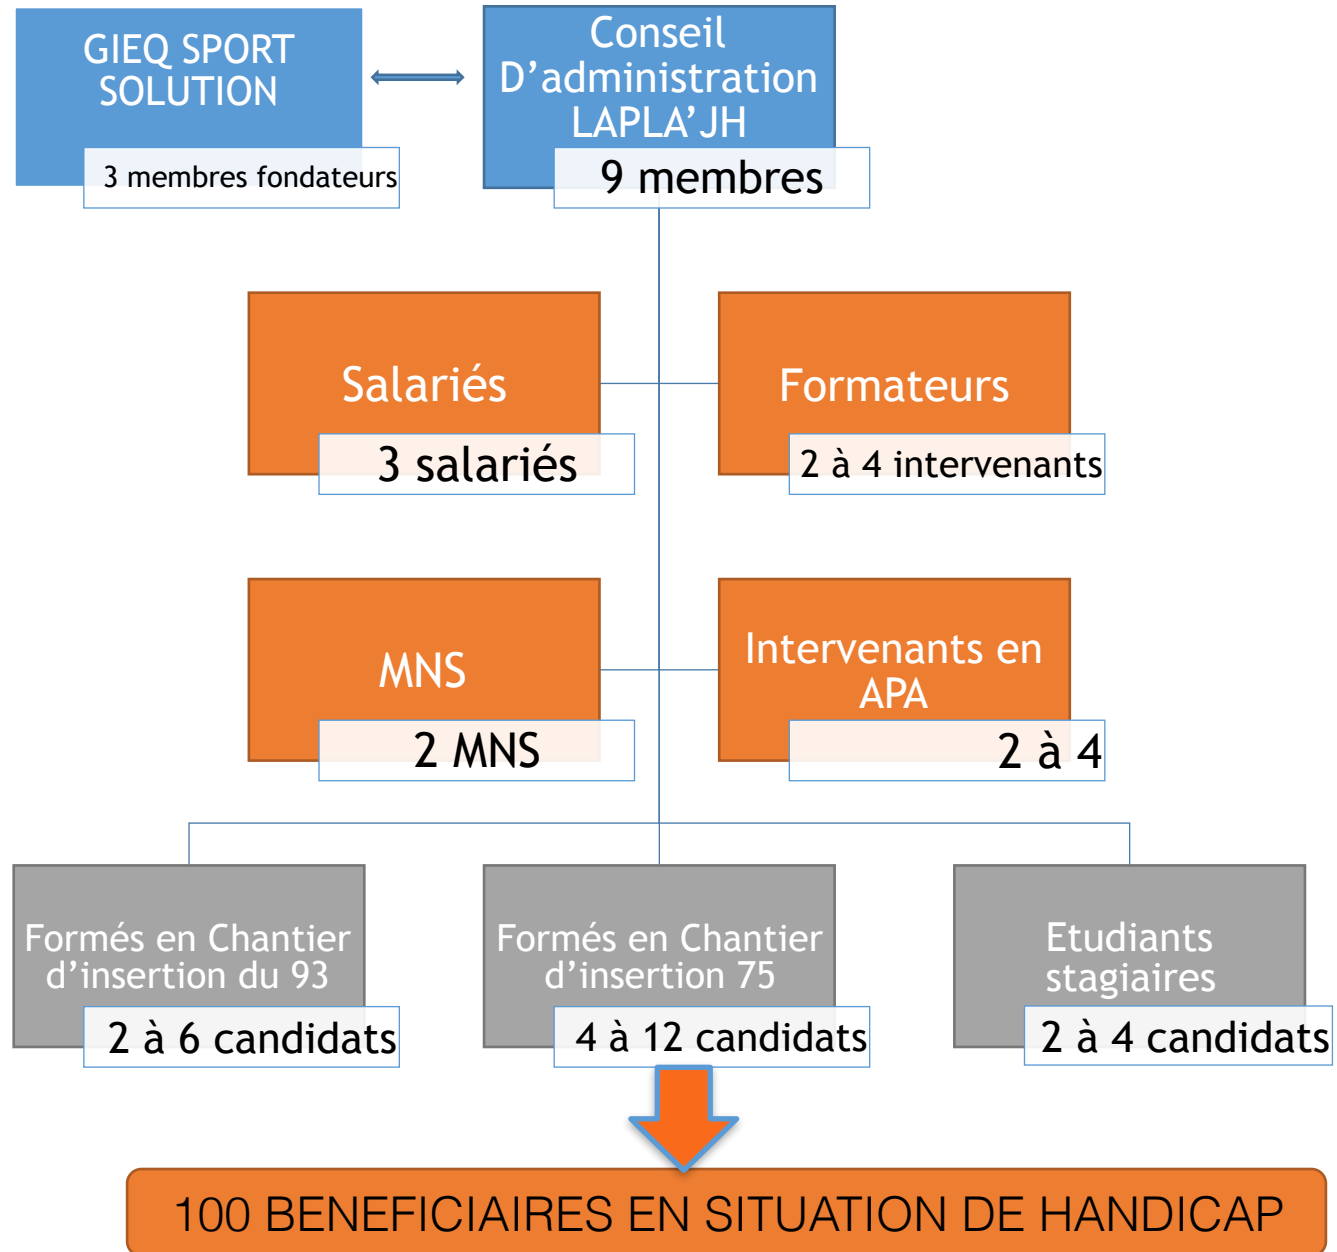 GIEQ SPORT
SOLUTION
3 membres fondateurs
Conseil
D’administration
LAPLA’JH
9 membres
Salariés
3 salariés
Formateurs
2 à 4 intervenants
MNS
2 MNS
Intervenants en
APA
2 à 4
Formés en Chantier
d’insertion du 93
2 à 6 candidats
Formés en Chantier
d’insertion 75
4 à 12 candidats
Etudiants
stagiaires
2 à 4 candidats
100 BENEFICIAIRES EN SITUATION DE HANDICAP